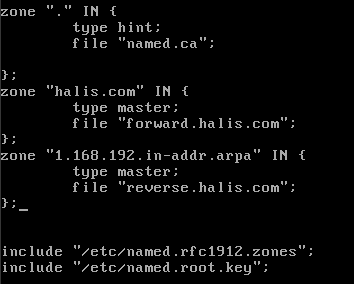 zone "." IN {
        type hint;
        file "named.ca";

};
zone "halis.com" IN {
        type master;
        file "forward.halis.com";
};
zone "1.168.192.in-addr.arpa" IN {
        type master;
        file "reverse.halis.com";
};_

include "/etc/named.rfc1912.zones";
include "/etc/named.root.key";